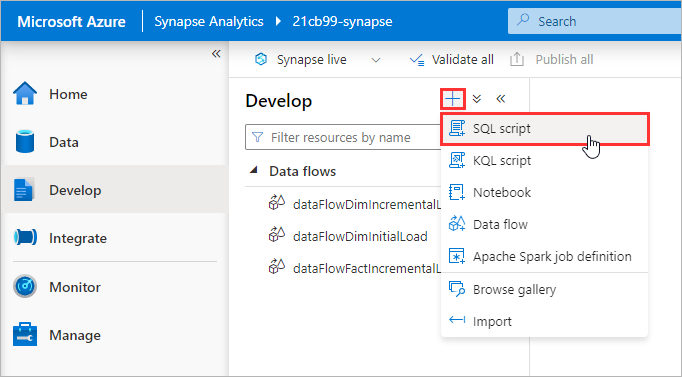 Microsoft Azure
Synapse Analytics
21cb99-synapse
Search
Home
Data
Develop
Integrate
Monitor
Manage
Synapse live
Validate all
Publish all
Develop
Filter resources by name
Data flows
dataFlowDimIncrementalL
dataFlowDimInitialLoad
dataFlowFactIncrementalL
SQL script
KQL script
Notebook
Data flow
Apache Spark job definition
Browse gallery
Import